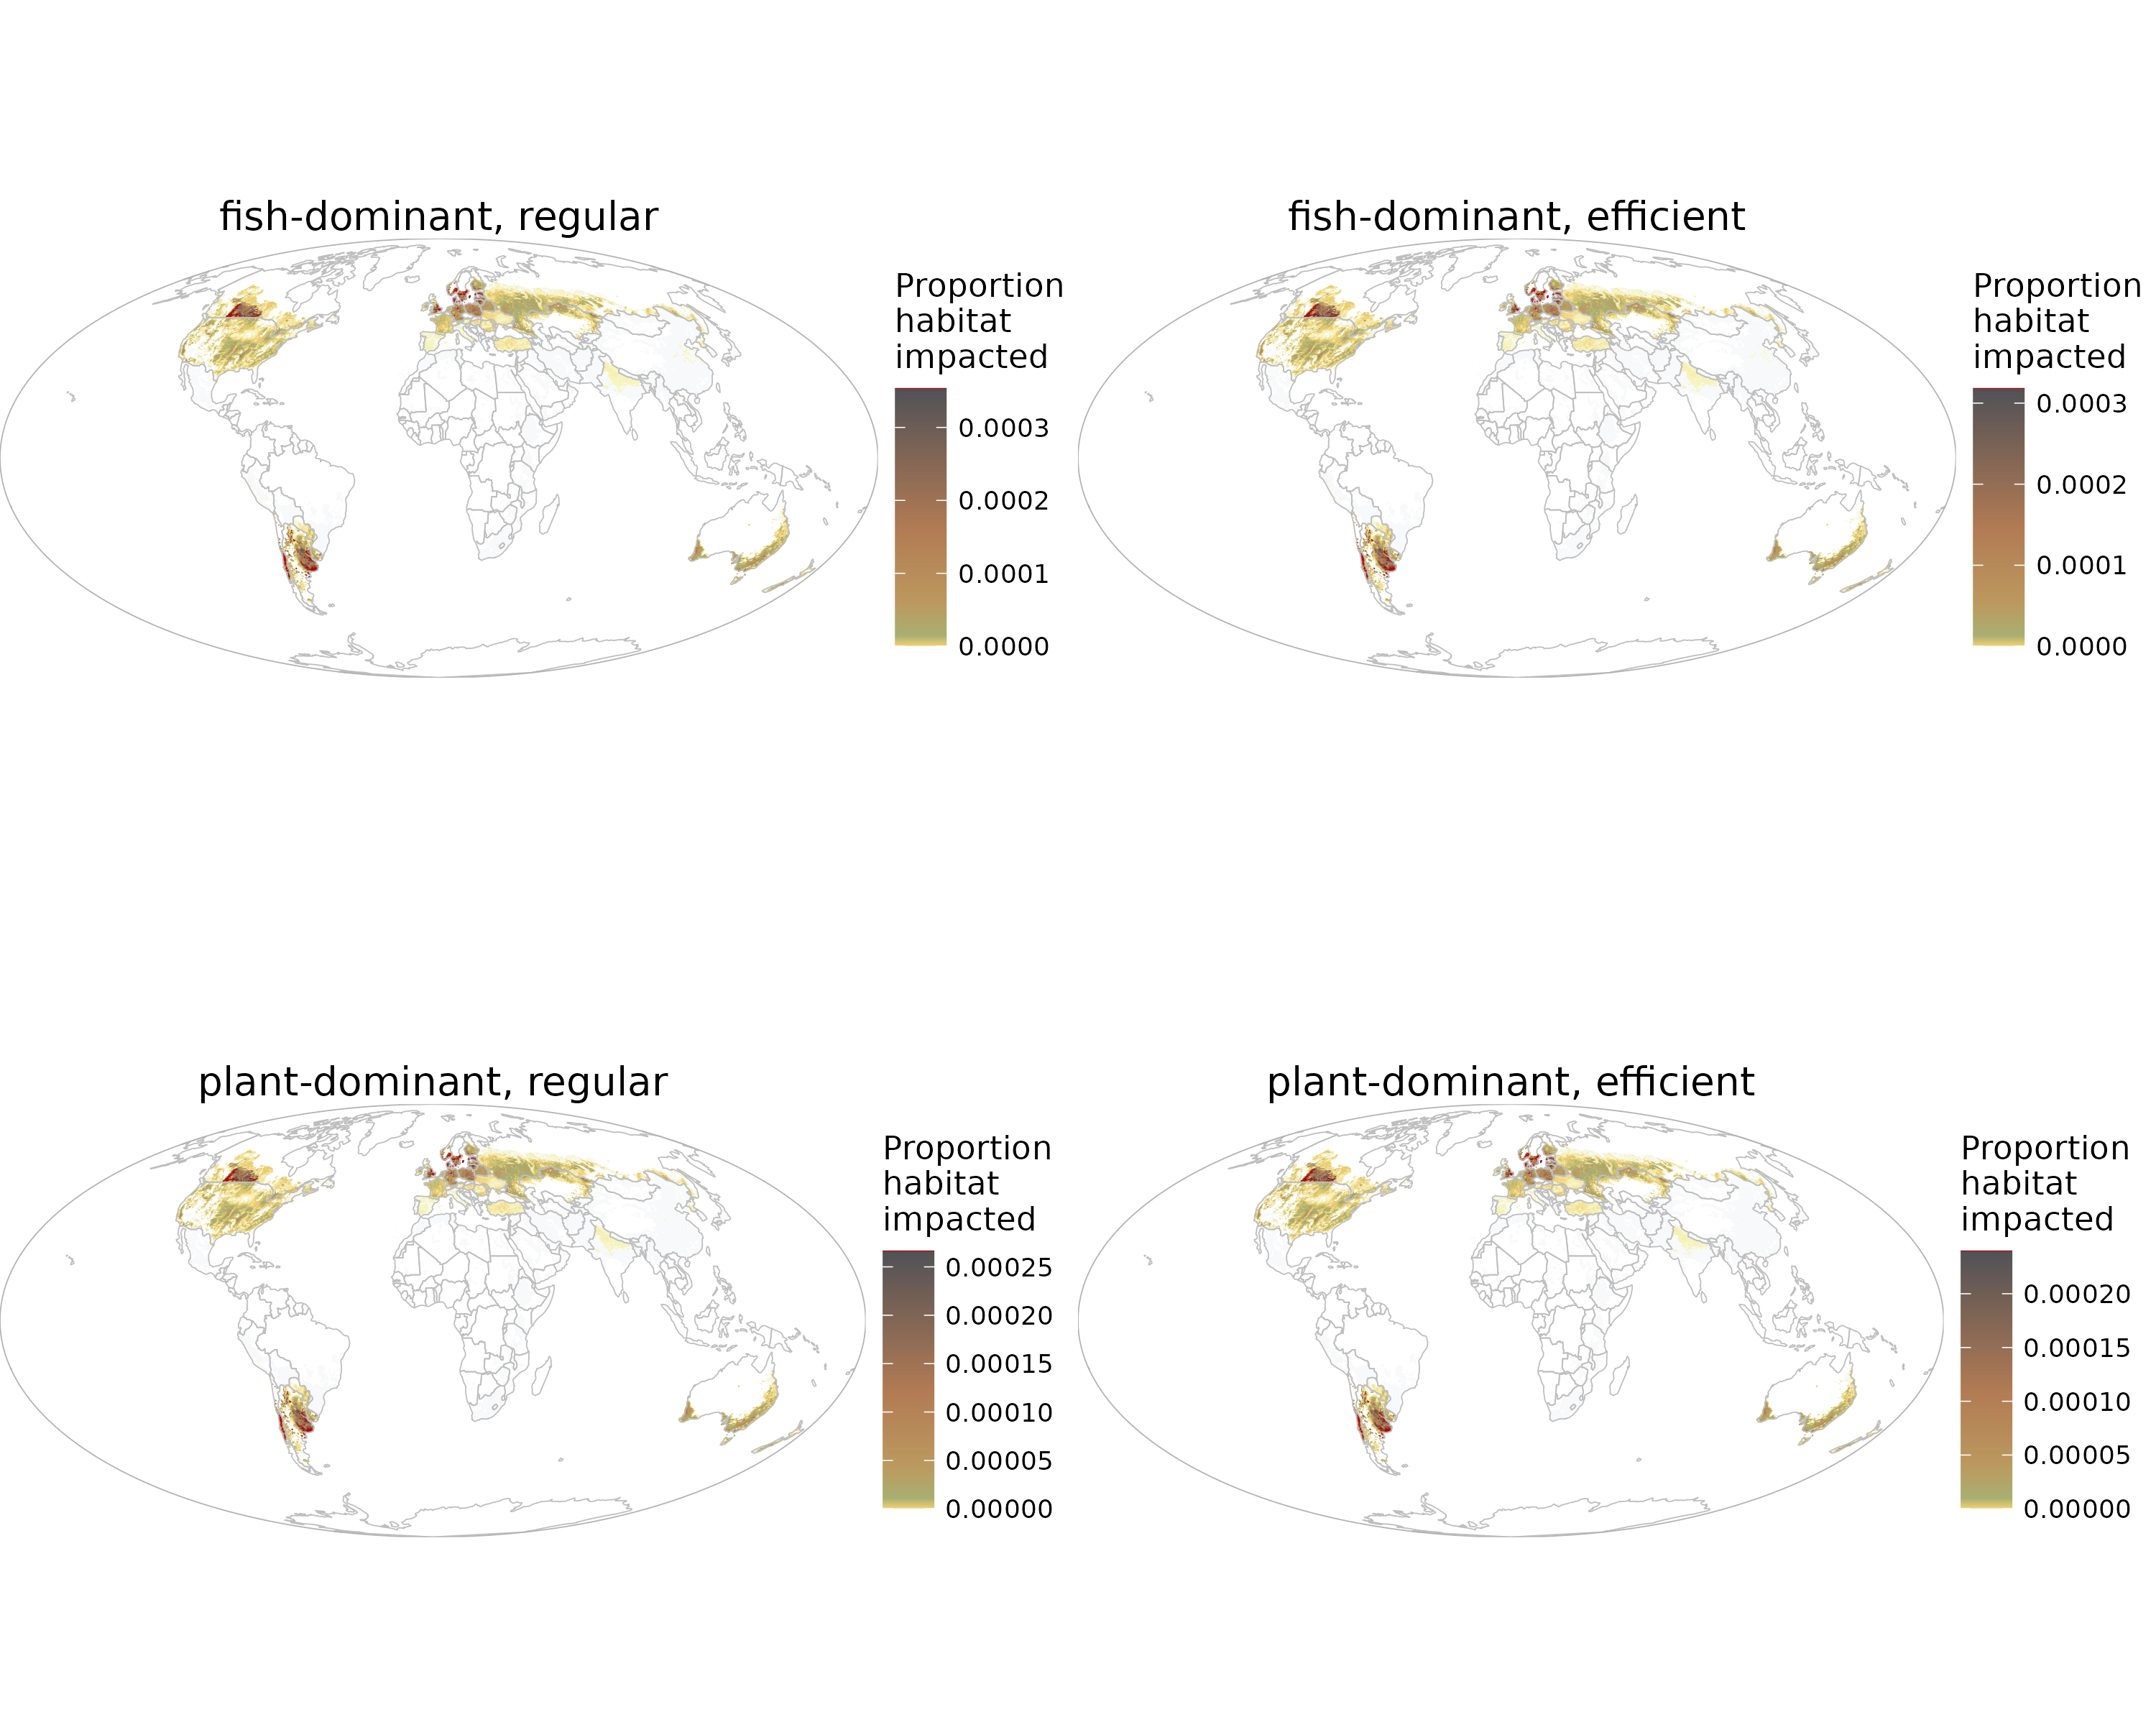 fish-dominant, regular
Proportion
habitat
impacted
0.0003
0.0002
0.0001
0.0000
fish-dominant, efficient
Proportion
habitat
impacted
0.0003
0.0002
0.0001
0.0000
plant-dominant, regular
Proportion
habitat
impacted
0.00025
0.00020
0.00015
0.00010
0.00005
0.00000
plant-dominant, efficient
Proportion
habitat
impacted
0.00020
0.00015
0.00010
0.00005
0.00000